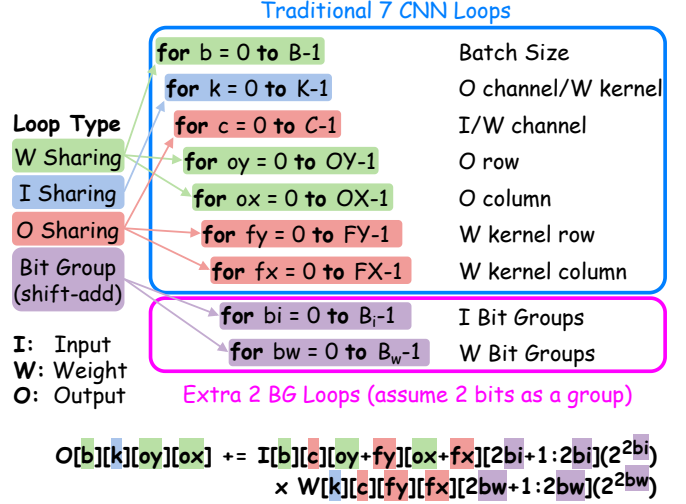 Traditional 7 CNN Loops
for b = 0 to B-1 Batch Size
for k = 0 to K-1 O channel/W kernel
for c = 0 to C-1 I/W channel
for oy = 0 to OY-1 O row
for ox = 0 to OX-1 O column
for fy = 0 to FY-1 W kernel row
for fx = 0 to FX-1 W kernel column
Loop Type
W Sharing
I Sharing
O Sharing
Bit Group
(shift-add)
for bi = 0 to Bᵢ-1 I Bit Groups
for bw = 0 to B_w-1 W Bit Groups
I: Input
W: Weight
O: Output
Extra 2 BG Loops (assume 2 bits as a group)
O[b][k][oy][ox] += I[b][c][oy+fy][ox+fx][2bi+1:2bi](2^2bi)
x W[k][c][fy][fx][2bw+1:2bw](2^2bw)